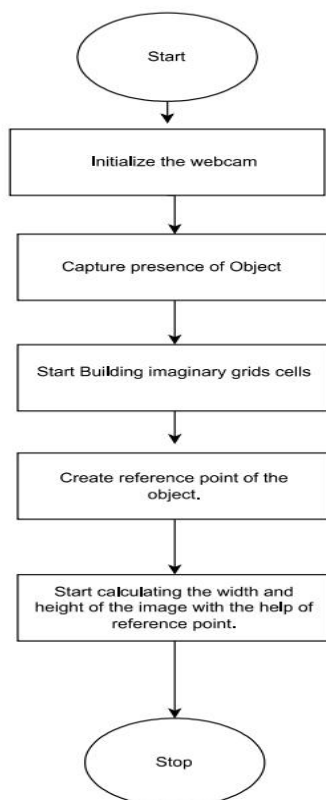 Start
Initialize the webcam
Capture presence of Object
Start Building imaginary grids cells
Create reference point of the
object.
Start calculating the width and
height of the image with the help of
reference point.
Stop